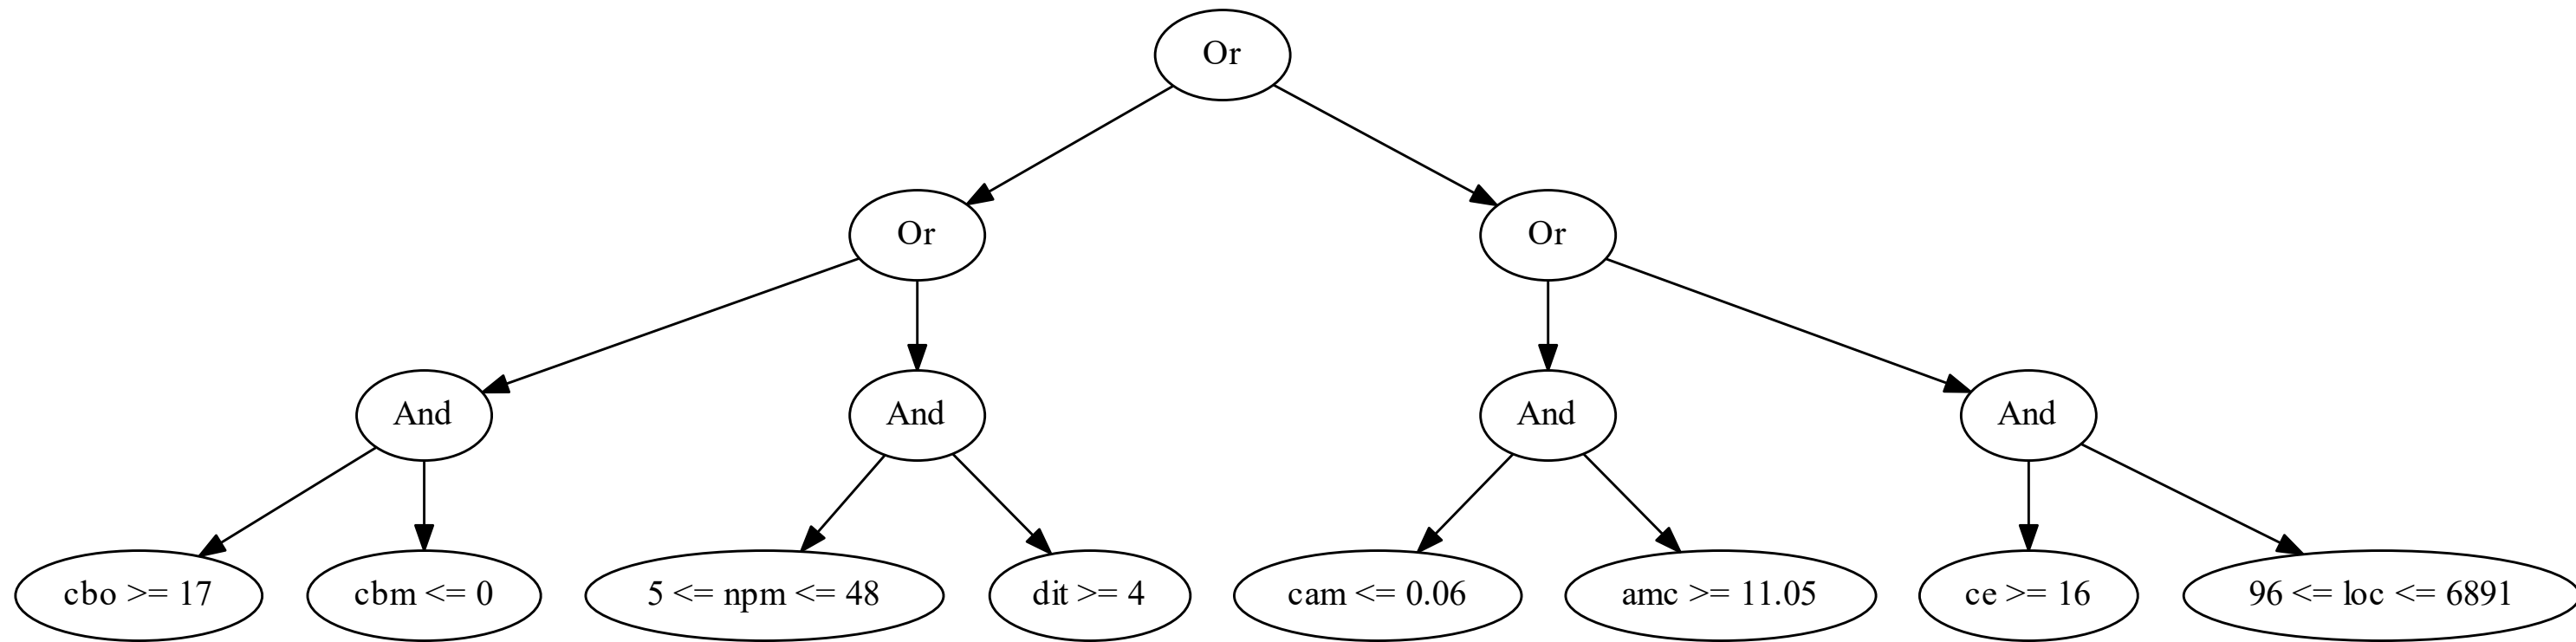 Or
Or
Or
And
And
And
And
cbo >= 17
cbm <= 0
5 <= npm <= 48
dit >= 4
cam <= 0.06
amc >= 11.05
ce >= 16
96 <= loc <= 6891